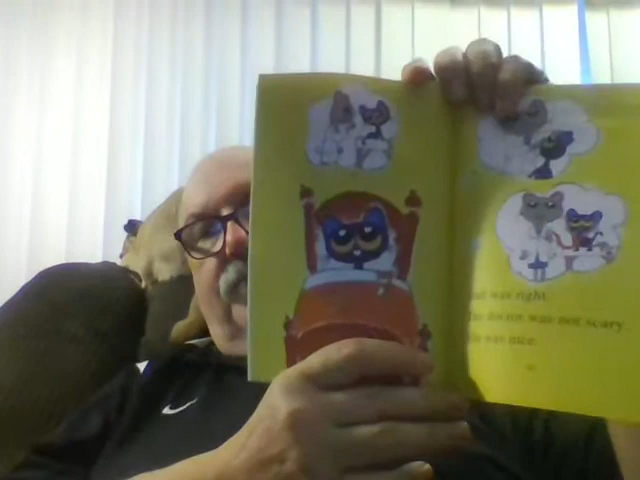 was right.
The doctor was not scary.
was nice.